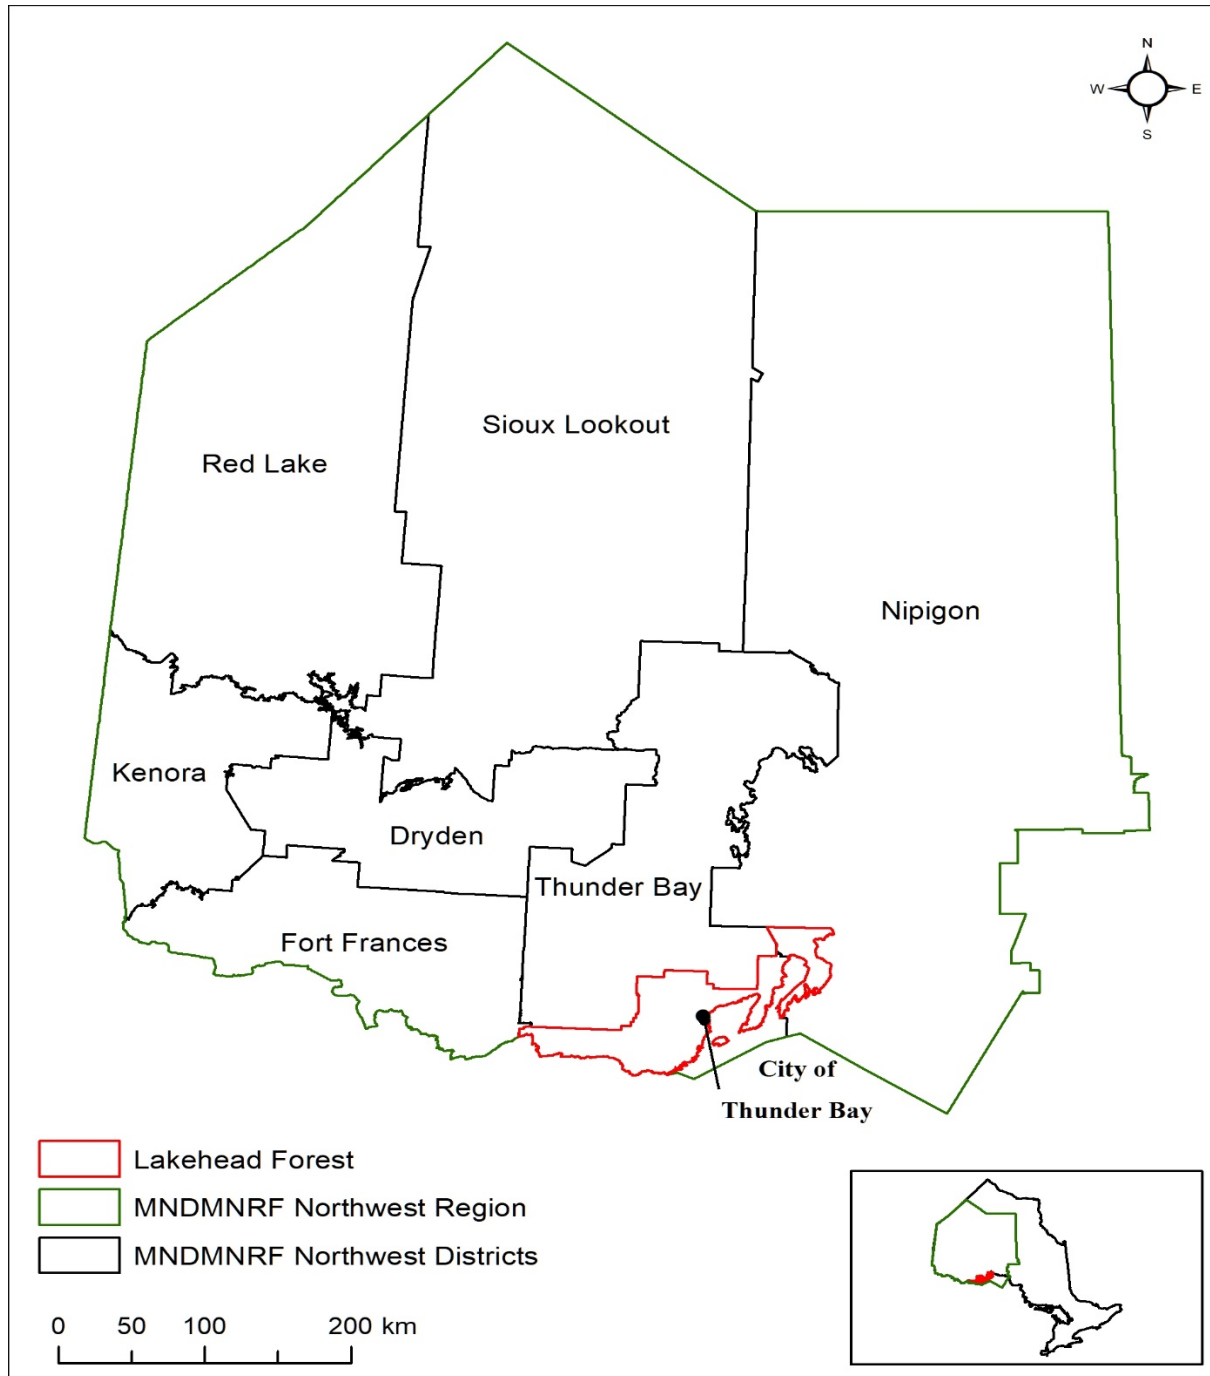 N
W E
S
Sioux Lookout
Red Lake
Nipigon
Kenora
Dryden
Thunder Bay
Fort Frances
City of
Thunder Bay
Lakehead Forest
MNDMNRF Northwest Region
MNDMNRF Northwest Districts
0 50 100 200 km